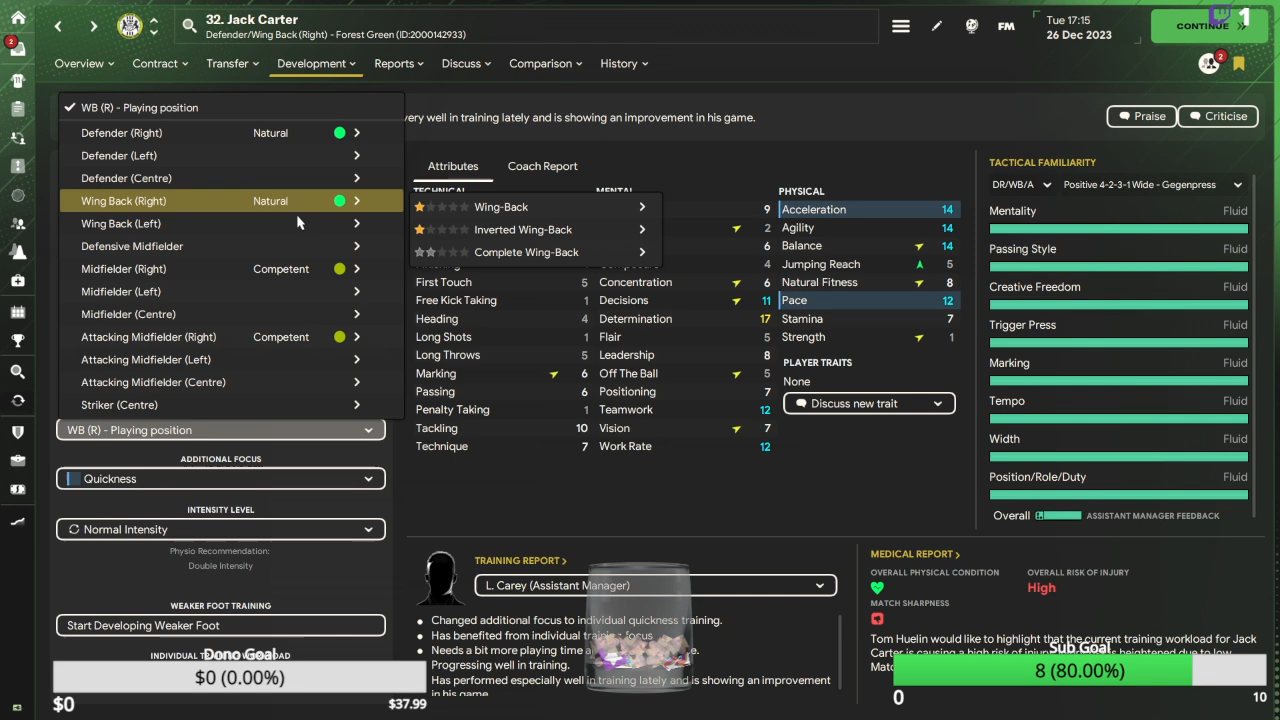 32. Jack Carter
Defender/Wing Back (Right) - Forest Green (ID:2000142933)
FM
Tue 17:15
26 Dec 2023
CONTINUE
1
2
Overview
Contract
Transfer
Development
Reports
Discuss
Comparison
History
2
WB (R) - Playing position
Defender (Right) Natural
Defender (Left)
Defender (Centre)
Wing Back (Right) Natural
Wing Back (Left)
Defensive Midfielder
Midfielder (Right) Competent
Midfielder (Left)
Midfielder (Centre)
Attacking Midfielder (Right) Competent
Attacking Midfielder (Left)
Attacking Midfielder (Centre)
Striker (Centre)
Wing-Back
Inverted Wing-Back
Complete Wing-Back
very well in training lately and is showing an improvement in his game.
Praise
Criticise
Attributes
Coach Report
TECHNICAL
MENTAL
PHYSICAL
First Touch 5
Free Kick Taking 1
Heading 4
Long Shots 1
Long Throws 5
Marking 6
Passing 6
Penalty Taking 1
Tackling 10
Technique 7
9
2
6
4
Concentration 6
Decisions 11
Determination 17
Flair 5
Leadership 8
Off The Ball 5
Positioning 7
Teamwork 12
Vision 7
Work Rate 12
Acceleration 14
Agility 14
Balance 14
Jumping Reach 5
Natural Fitness 8
Pace 12
Stamina 7
Strength 1
PLAYER TRAITS
None
Discuss new trait
TACTICAL FAMILIARITY
DR/WB/A
Positive 4-2-3-1 Wide - Gegenpress
Mentality Fluid
Passing Style Fluid
Creative Freedom Fluid
Trigger Press Fluid
Marking Fluid
Tempo Fluid
Width Fluid
Position/Role/Duty Fluid
Overall
ASSISTANT MANAGER FEEDBACK
WB (R) - Playing position
ADDITIONAL FOCUS
Quickness
INTENSITY LEVEL
Normal Intensity
Physio Recommendation:
Double Intensity
WEAKER FOOT TRAINING
Start Developing Weaker Foot
Dono Goal
$0 (0.00%)
$0
$37.99
TRAINING REPORT
L. Carey (Assistant Manager)
Changed additional focus to individual quickness training.
Has benefited from individual training focus
Needs a bit more playing time
Progressing well in training.
Has performed especially well in training lately and is showing an improvement
in his game.
MEDICAL REPORT
OVERALL PHYSICAL CONDITION
OVERALL RISK OF INJURY
High
MATCH SHARPNESS
Tom Huelin would like to highlight that the current training workload for Jack
Carter is causing a high risk of
Sub Goal
8 (80.00%)
0
10